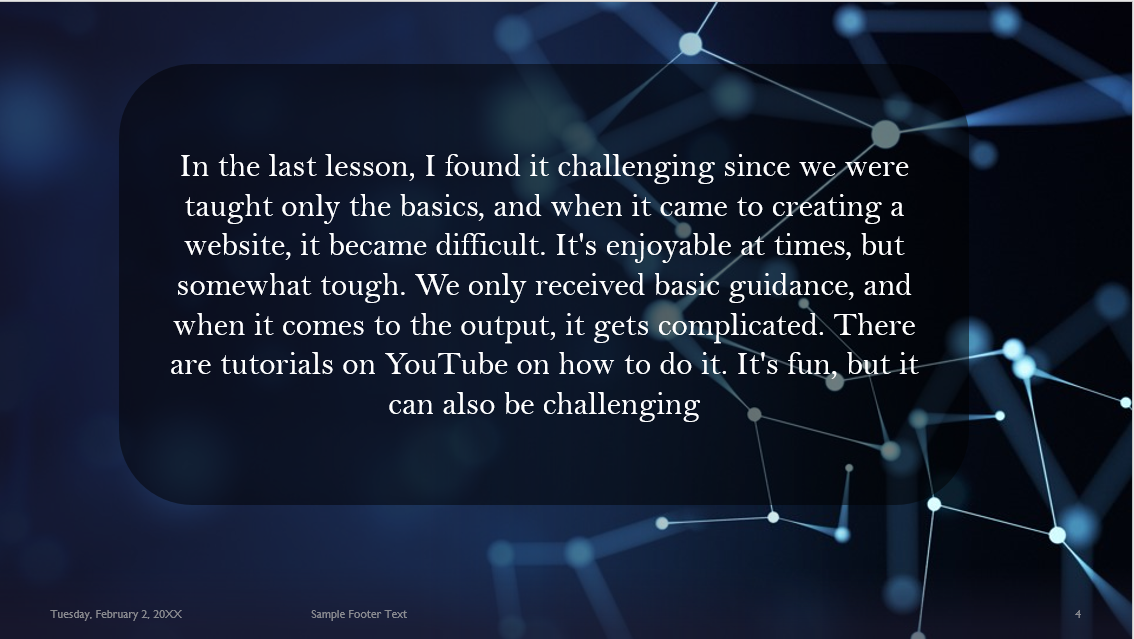 In the last lesson, I found it challenging since we were
taught only the basics, and when it came to creating a
website, it became difficult. It's enjoyable at times, but
somewhat tough. We only received basic guidance, and
when it comes to the output, it gets complicated. There
are tutorials on YouTube on how to do it. It's fun, but it
can also be challenging
Tuesday, February 2, 20XX
Sample Footer Text
4